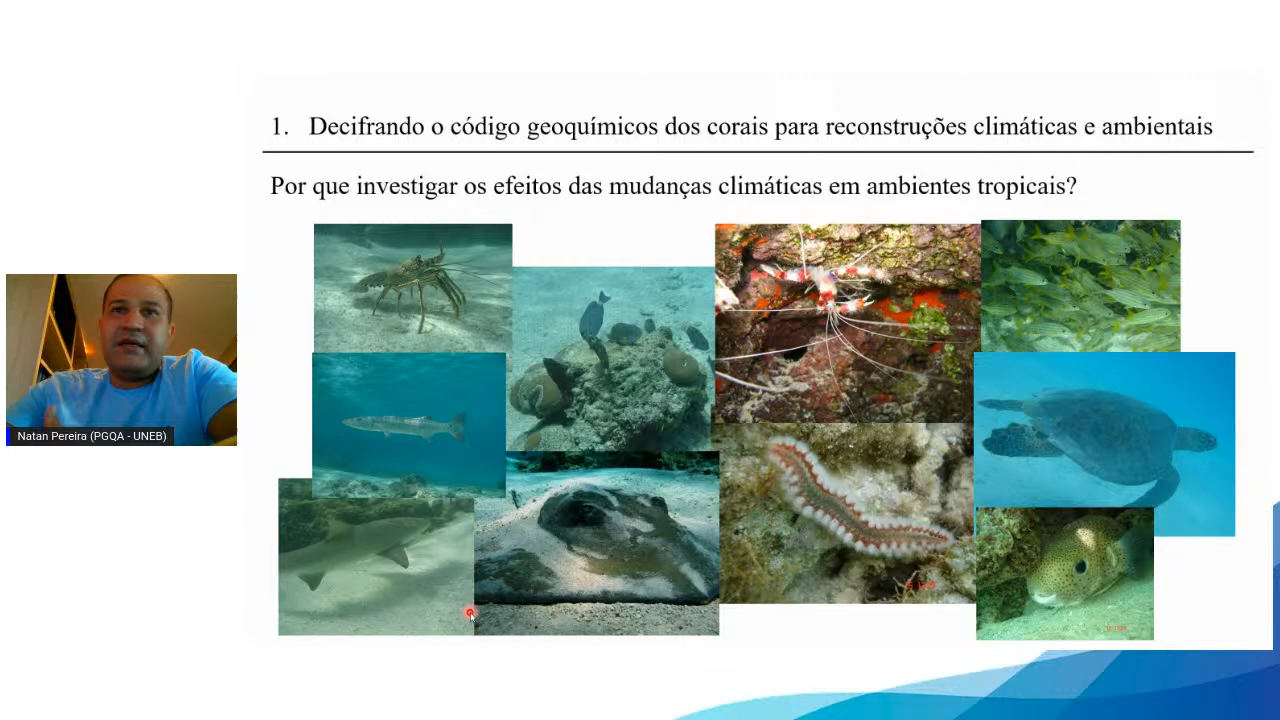 1. Decifrando o código geoquímicos dos corais para reconstruções climáticas e ambientais
Por que investigar os efeitos das mudanças climáticas em ambientes tropicais?
Natan Pereira (PGQA - UNEB)